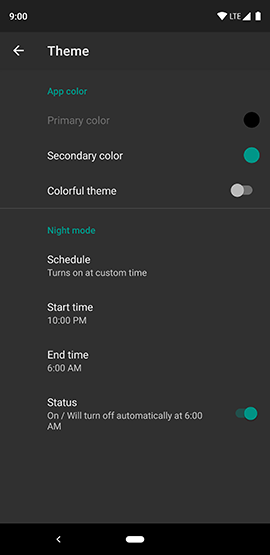 9:00
LTE
Theme
App color
Primary color
Secondary color
Colorful theme
Night mode
Schedule
Turns on at custom time
Start time
10:00 PM
End time
6:00 AM
Status
On / Will turn off automatically at 6:00
AM